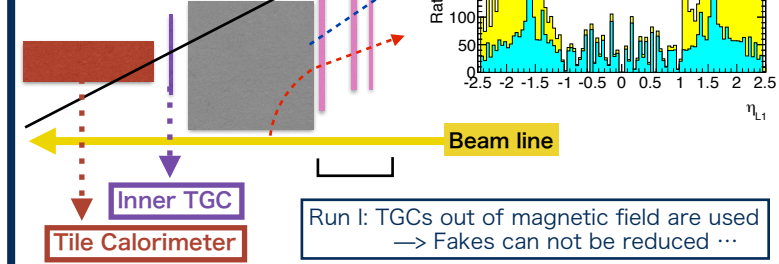 Rat
100
50
0
-2.5 -2 -1.5 -1 -0.5 0 0.5 1 1.5 2 2.5
ηL1
Beam line
Inner TGC
Tile Calorimeter
Run I: TGCs out of magnetic field are used
—> Fakes can not be reduced …